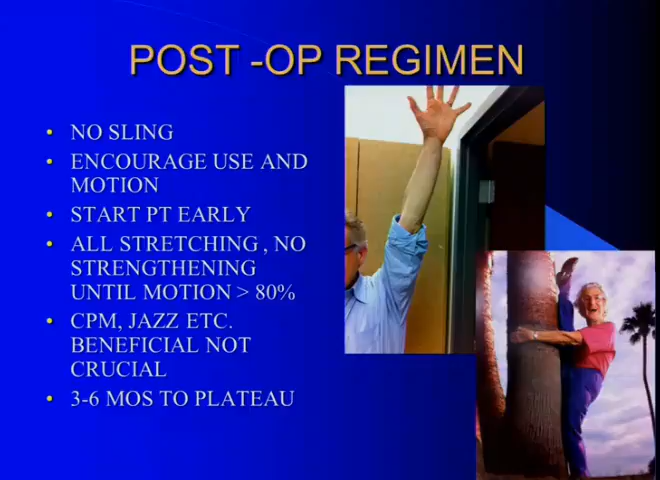 POST -OP REGIMEN
• NO SLING
• ENCOURAGE USE AND
MOTION
• START PT EARLY
• ALL STRETCHING , NO
STRENGTHENING
UNTIL MOTION > 80%
• CPM, JAZZ ETC.
BENEFICIAL NOT
CRUCIAL
• 3-6 MOS TO PLATEAU